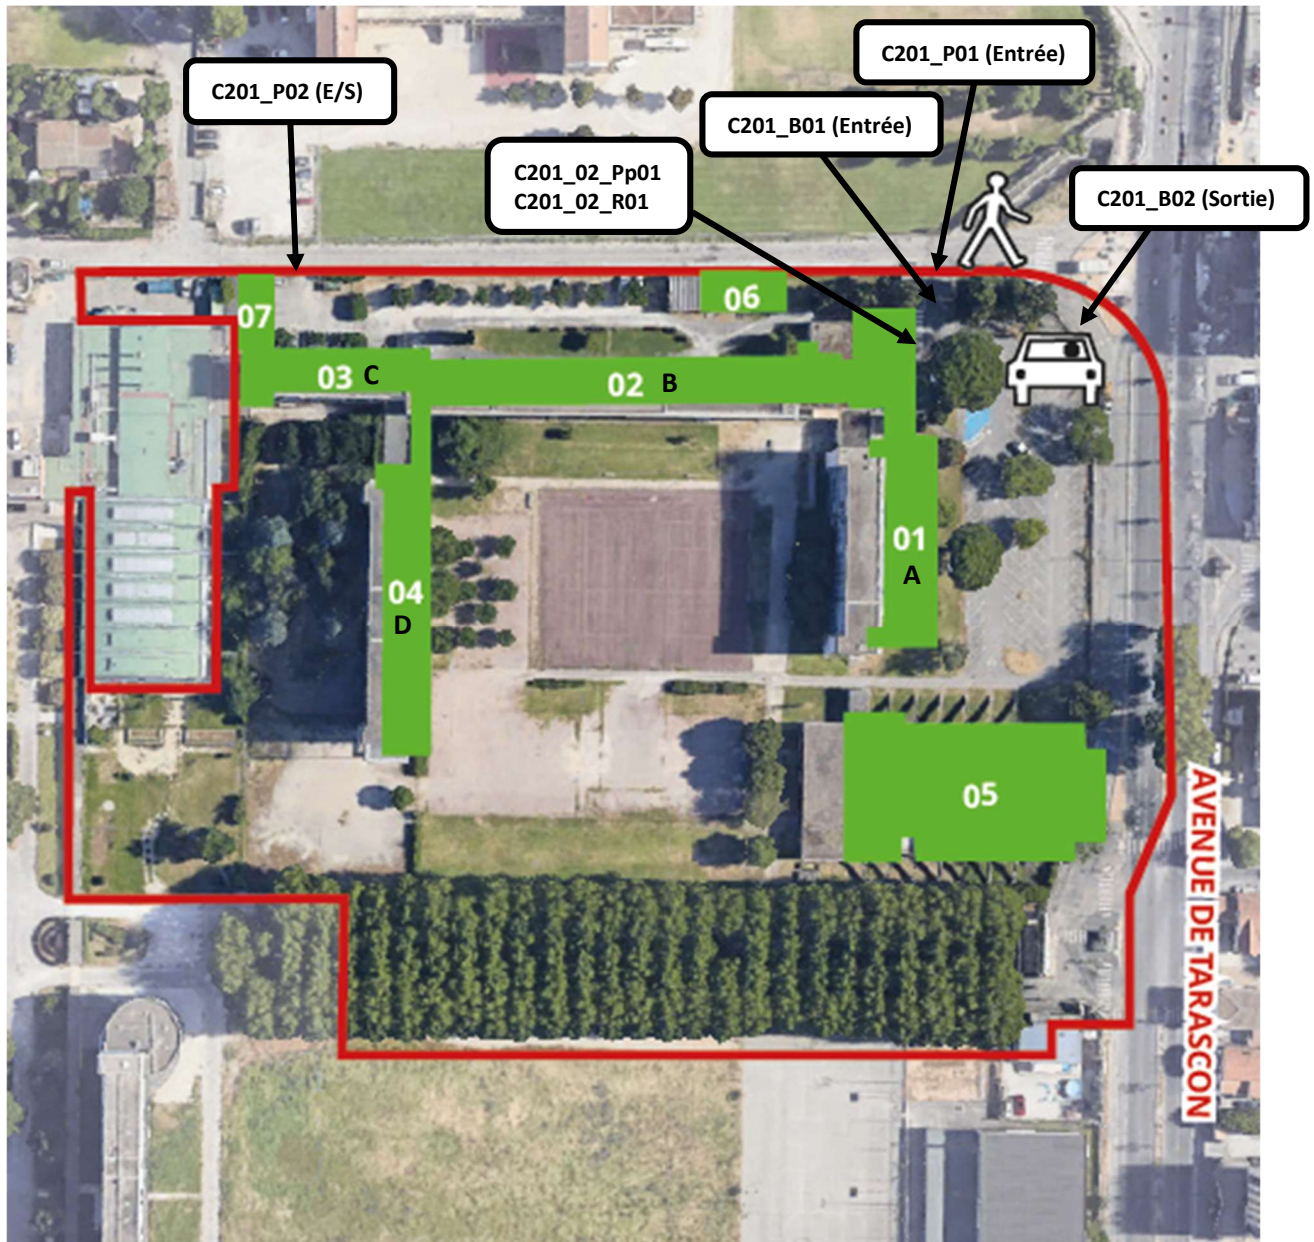 C201_P01 (Entrée)
C201_P02 (E/S)
C201_B01 (Entrée)
C201_02_Pp01
C201_02_R01
C201_B02 (Sortie)
07
06
03 C
02 B
01
A
04
D
05
AVENUE DE TARASCON